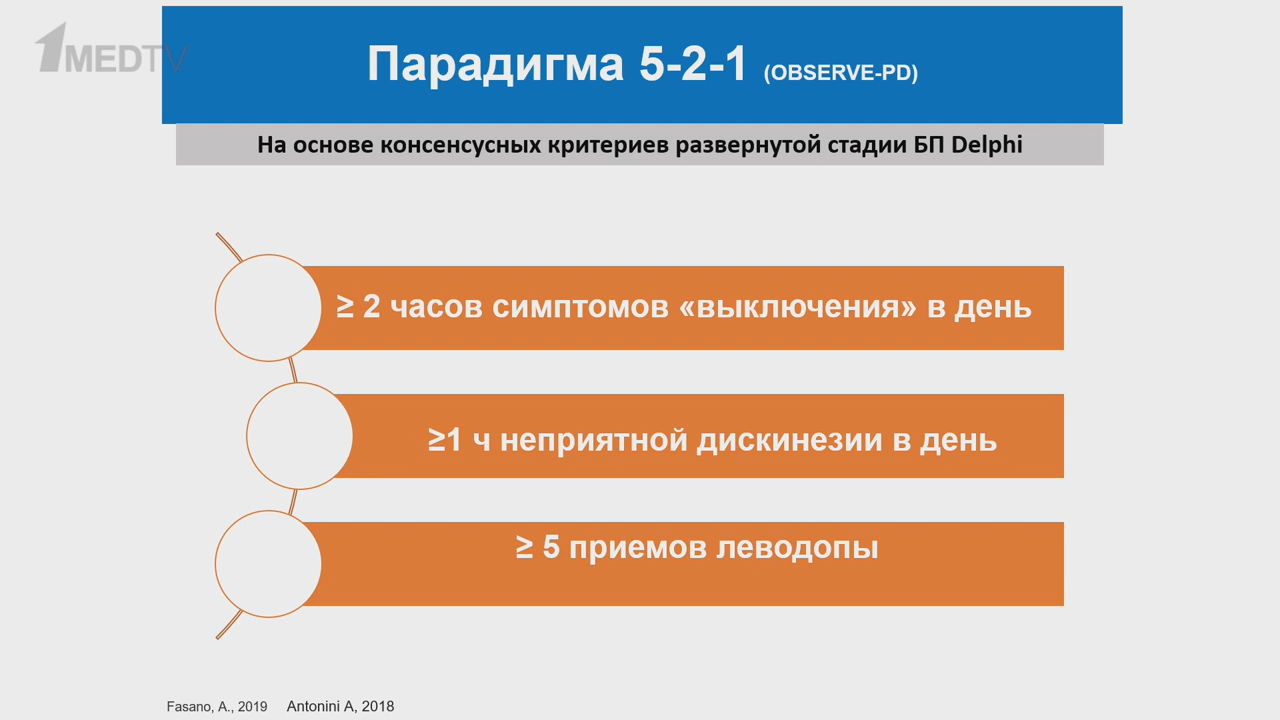 1MEDTV
Парадигма 5-2-1 (OBSERVE-PD)
На основе консенсусных критериев развернутой стадии БП Delphi
≥ 2 часов симптомов «выключения» в день
≥1 ч неприятной дискинезии в день
≥ 5 приемов леводопы
Fasano, A., 2019 Antonini A, 2018